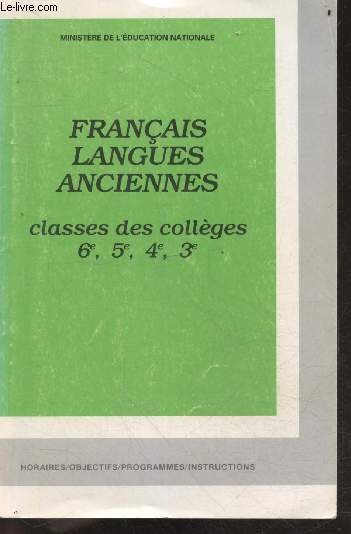 Le-livre.com
MINISTÈRE DE L'ÉDUCATION NATIONALE
FRANÇAIS
LANGUES
ANCIENNES
classes des collèges
6e, 5e, 4e, 3e
HORAIRES/OBJECTIFS/PROGRAMMES/INSTRUCTIONS